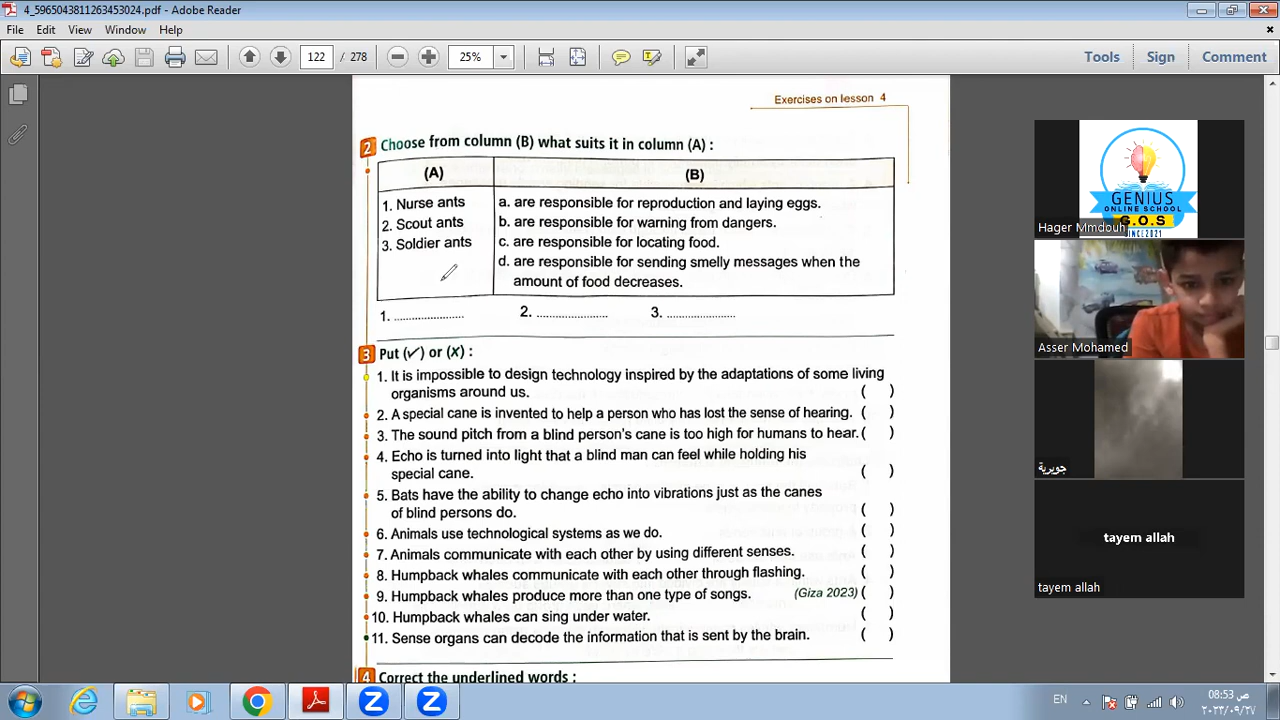 4_5965043811263453024.pdf - Adobe Reader
File Edit View Window Help
122 / 278 25% Tools Sign Comment
Exercises on lesson 4
2 Choose from column (B) what suits it in column (A) :
(A) (B)
1. Nurse ants a. are responsible for reproduction and laying eggs.
2. Scout ants b. are responsible for warning from dangers.
3. Soldier ants c. are responsible for locating food.
d. are responsible for sending smelly messages when the
amount of food decreases.
1. ..................... 2. ..................... 3. .....................
3 Put (✓) or (x) :
1. It is impossible to design technology inspired by the adaptations of some living
organisms around us. ( )
2. A special cane is invented to help a person who has lost the sense of hearing. ( )
3. The sound pitch from a blind person's cane is too high for humans to hear. ( )
4. Echo is turned into light that a blind man can feel while holding his
special cane. ( )
5. Bats have the ability to change echo into vibrations just as the canes
of blind persons do. ( )
6. Animals use technological systems as we do. ( )
7. Animals communicate with each other by using different senses. ( )
8. Humpback whales communicate with each other through flashing. ( )
9. Humpback whales produce more than one type of songs. (Giza 2023) ( )
10. Humpback whales can sing under water. ( )
11. Sense organs can decode the information that is sent by the brain. ( )
4 Correct the underlined words :
GENIUS
ONLINE SCHOOL
G.O.S
SINCE2021
Hager Mmdouh
Asser Mohamed
جويرية
tayem allah
tayem allah
EN
08:53 ص
٢٠٢٣/٠٩/٢٧